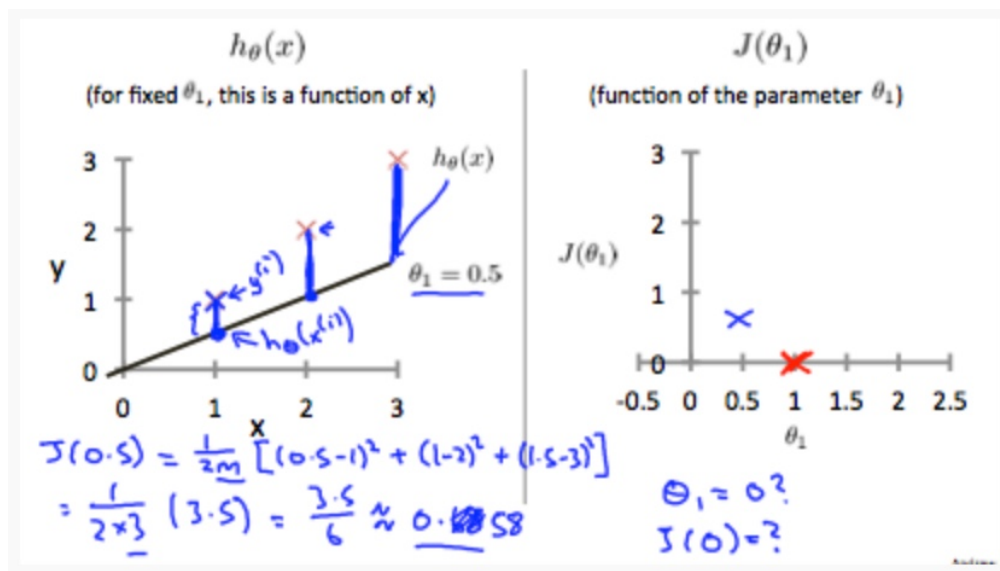 hθ(x)
(for fixed θ₁, this is a function of x)
3
2
1
0
y
0 1 2 3
x
hθ(x)
θ₁ = 0.5
y⁽ⁱ⁾
hθ(x⁽ⁱ⁾)
J(θ₁)
(function of the parameter θ₁)
3
2
1
0
J(θ₁)
-0.5 0 0.5 1 1.5 2 2.5
θ₁
J(0.5) = 1/2m [(0.5-1)² + (1-2)² + (1.5-3)²]
= 1/2×3 (3.5) = 3.5/6 ≈ 0.58
θ₁ = 0?
J(0)=?